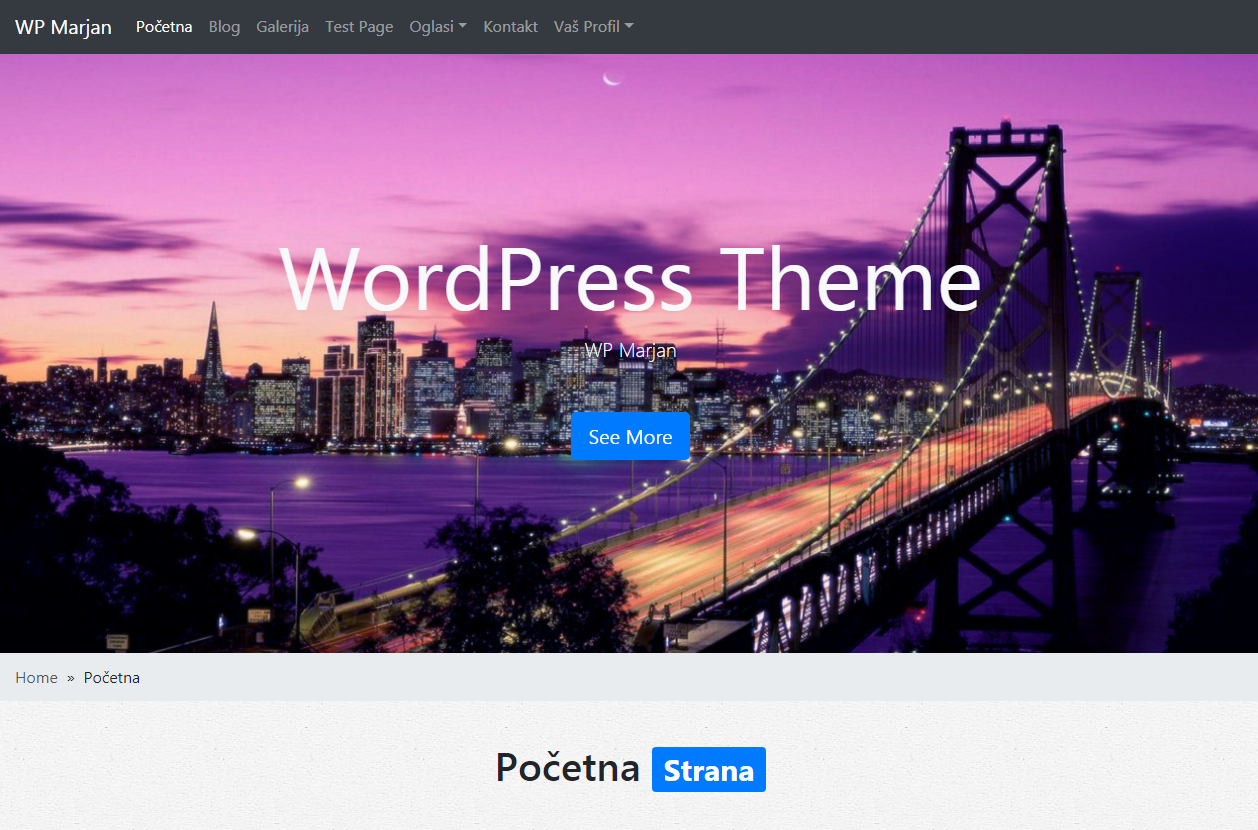 WP Marjan Početna Blog Galerija Test Page Oglasi Kontakt Vaš Profil
WordPress Theme
WP Marjan
See More
Home » Početna
Početna Strana